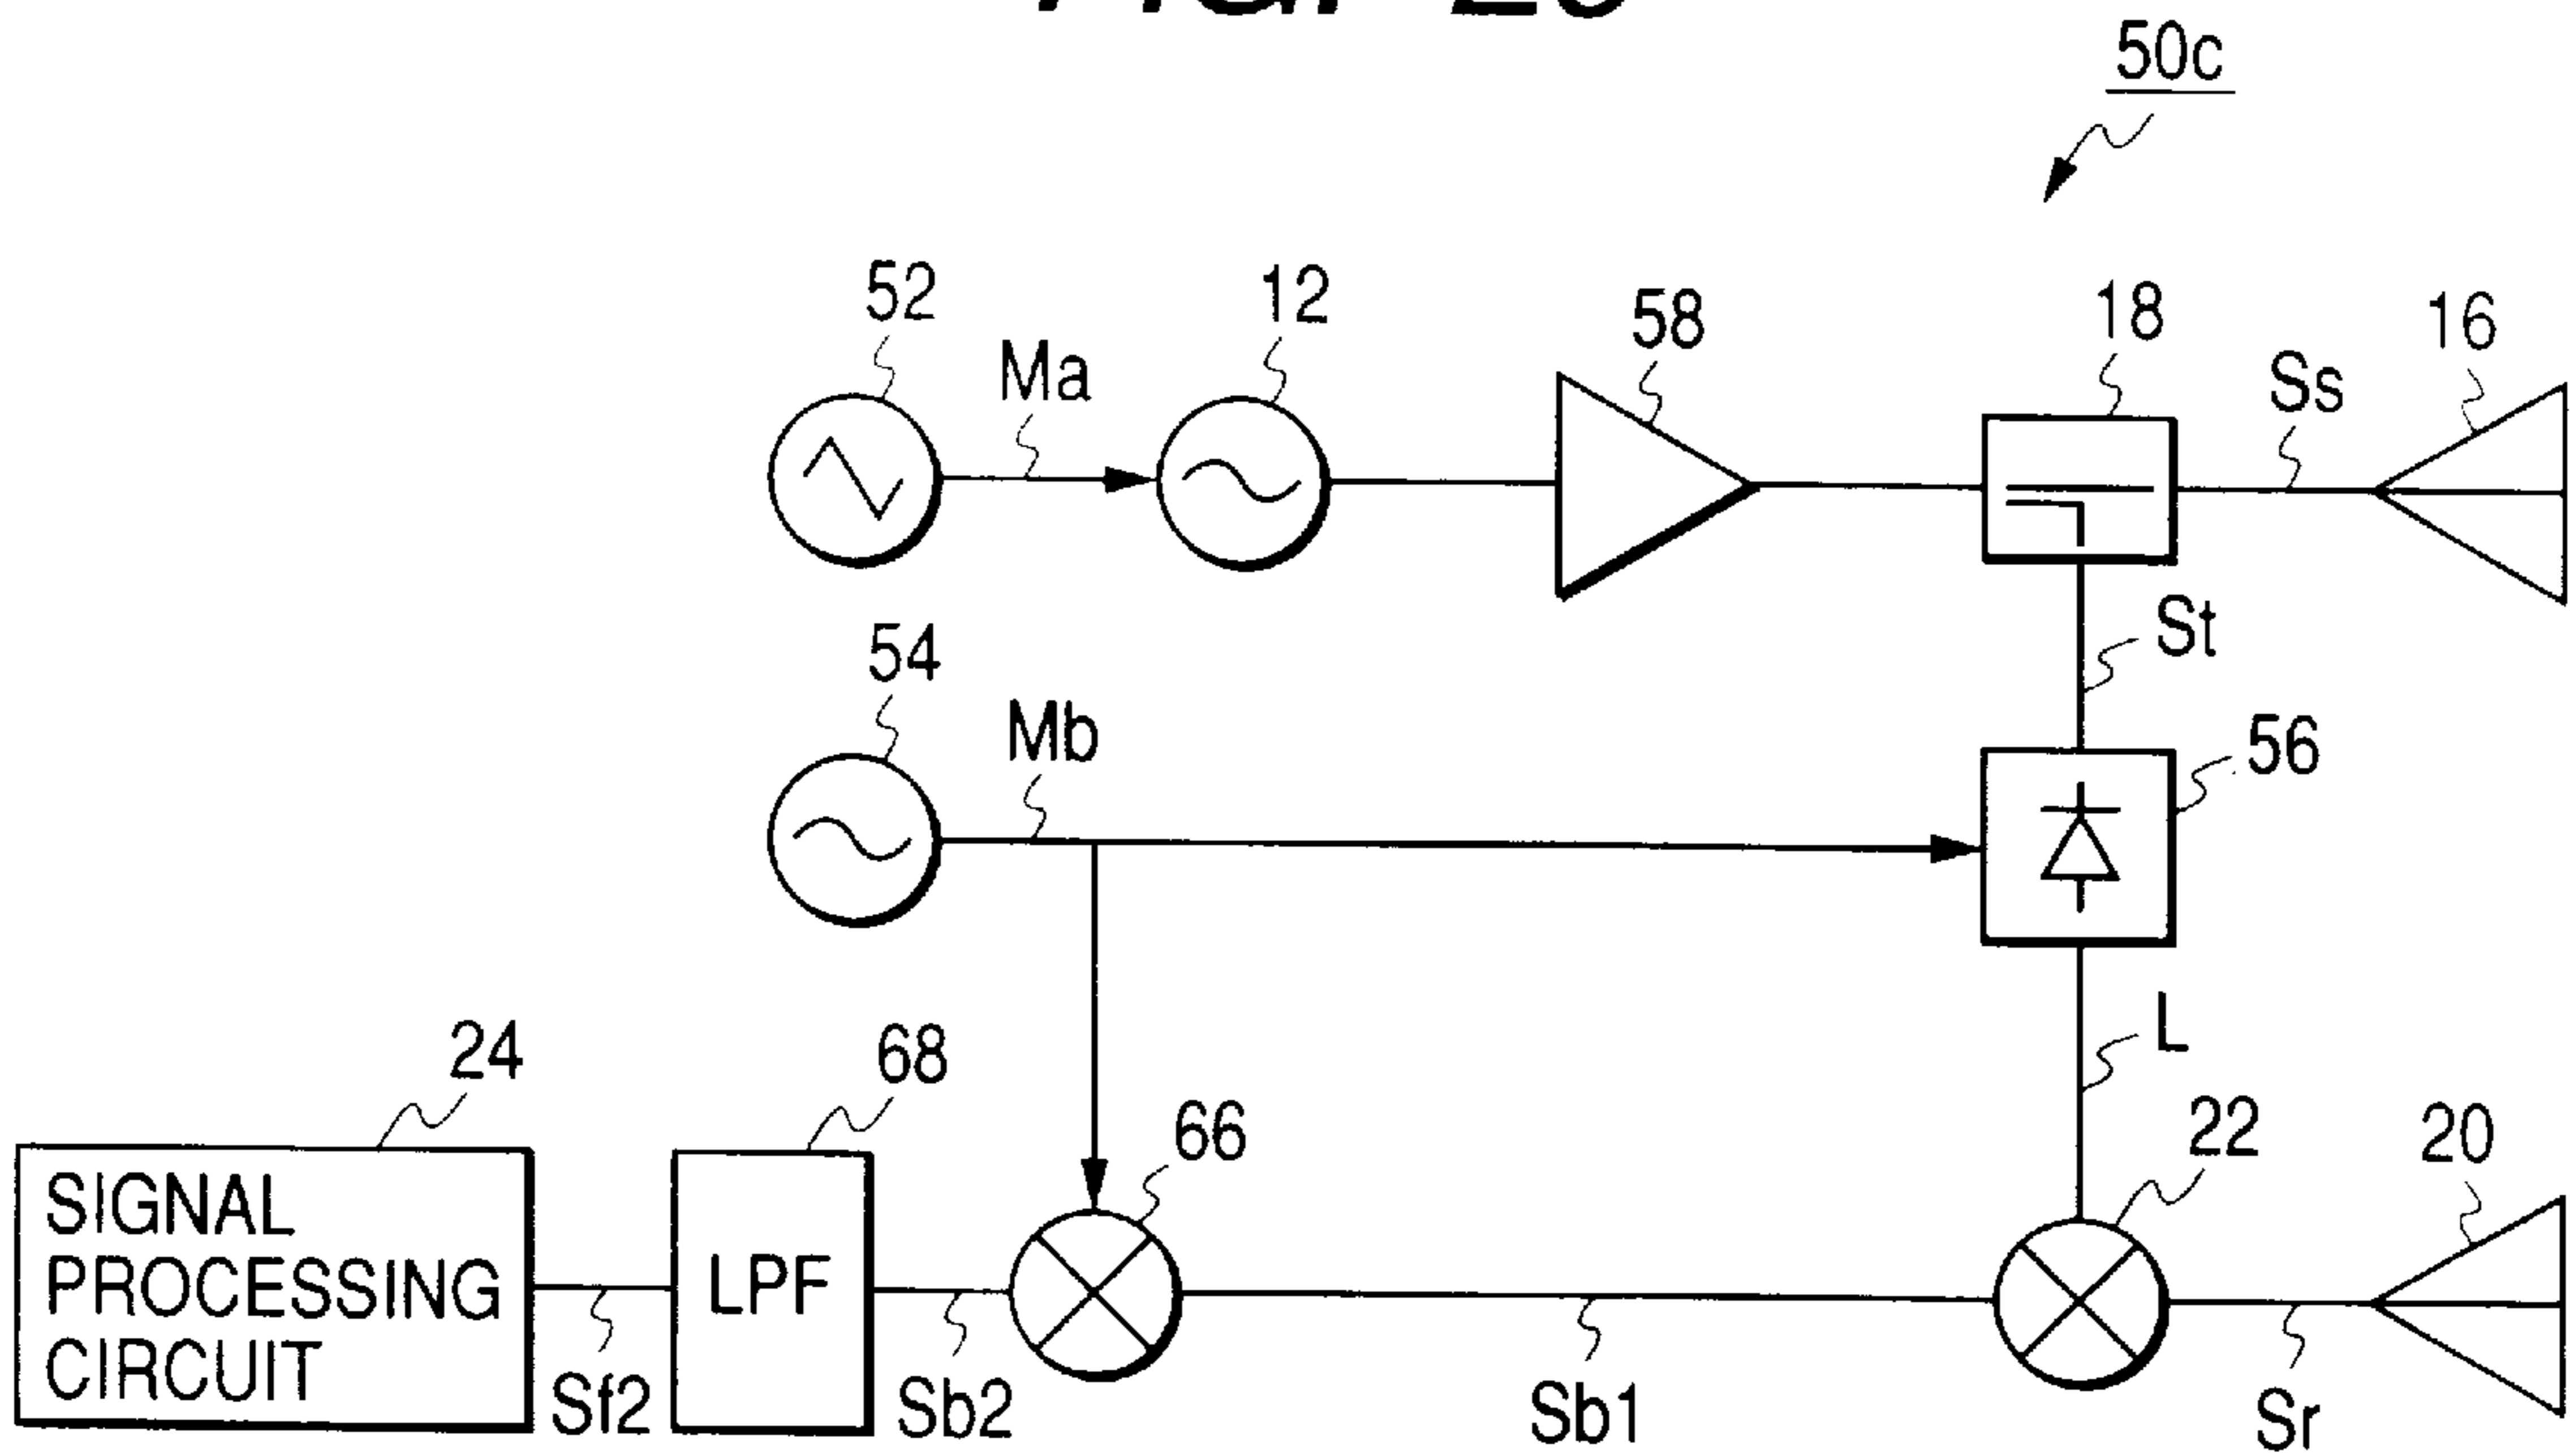 50c
52
Ma
12
58
18
Ss
16
54
Mb
St
56
L
24
68
66
22
20
SIGNAL
PROCESSING
CIRCUIT
LPF
Sf2
Sb2
Sb1
Sr